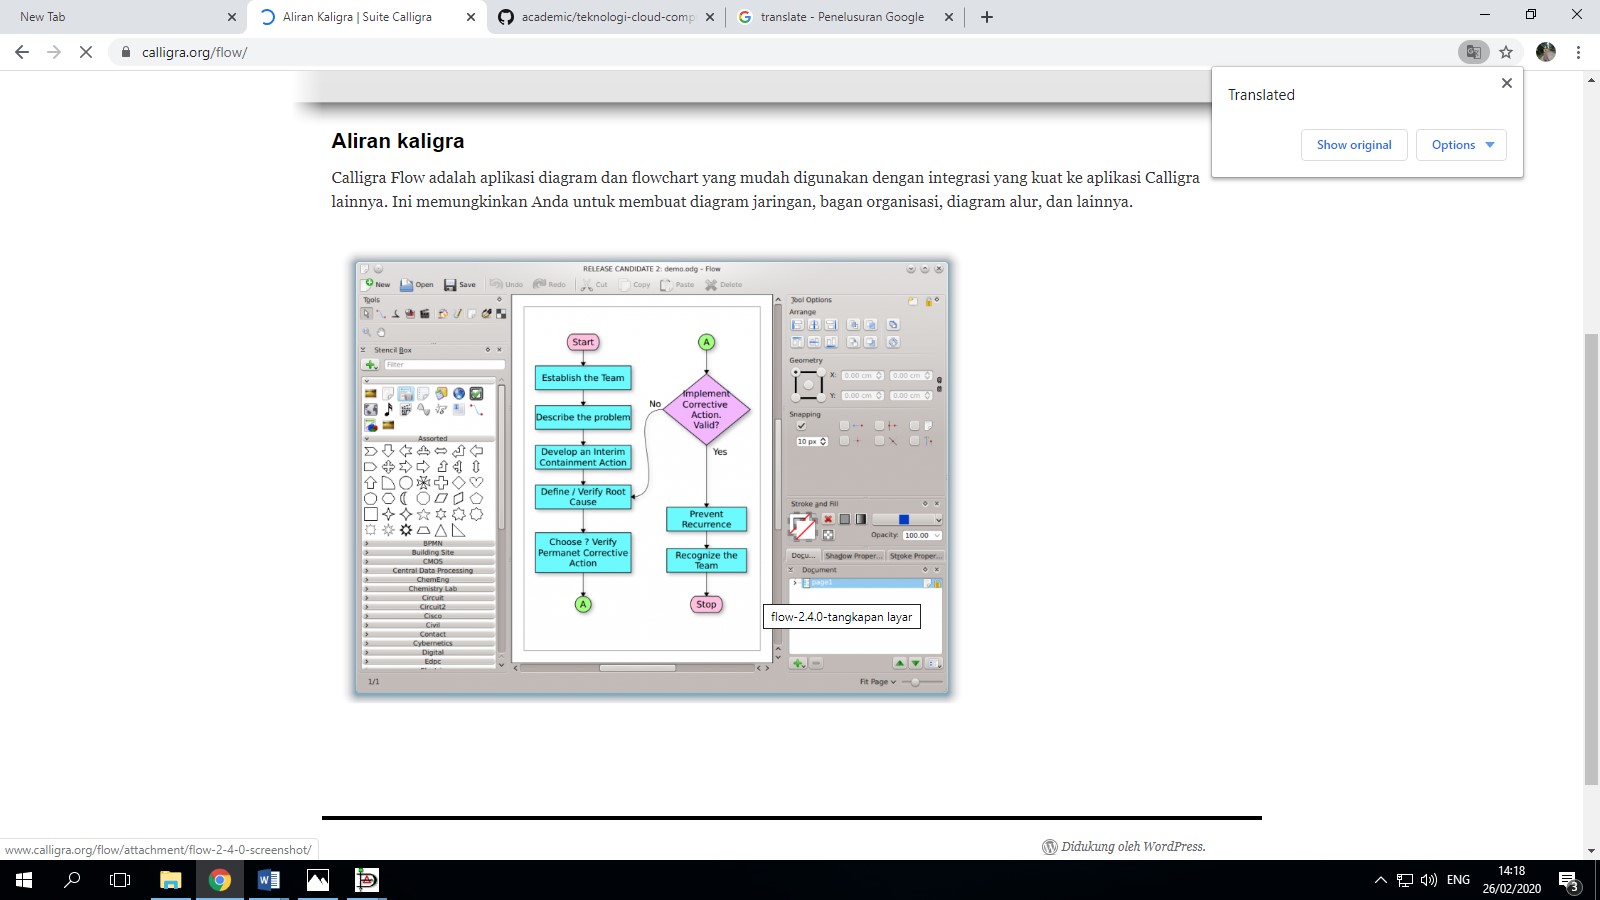 New Tab
Aliran Kaligra | Suite Calligra
academic/teknologi-cloud-comp
translate - Penelusuran Google
calligra.org/flow/
Translated
Show original
Options
Aliran kaligra
Calligra Flow adalah aplikasi diagram dan flowchart yang mudah digunakan dengan integrasi yang kuat ke aplikasi Calligra
lainnya. Ini memungkinkan Anda untuk membuat diagram jaringan, bagan organisasi, diagram alur, dan lainnya.
RELEASE CANDIDATE 2: demo.odg – Flow
New
Open
Save
Undo
Redo
Cut
Copy
Paste
Delete
Tools
Stencil Box
Filter
Assorted
BPMN
Building Site
CMOS
Central Data Processing
ChemEng
Chemistry Lab
Circuit
Circuit2
Cisco
Civil
Contact
Cybernetics
Digital
Edpc
1/1
Start
Establish the Team
Describe the problem
Develop an Interim
Containment Action
Define / Verify Root
Cause
Choose ? Verify
Permanet Corrective
Action
A
A
Implement
Corrective
Action.
Valid?
No
Yes
Prevent
Recurrence
Recognize the
Team
Stop
Tool Options
Arrange
Geometry
X:
0.00 cm
0.00 cm
Y:
0.00 cm
0.00 cm
Snapping
10 px
Stroke and Fill
Opacity:
100.00
Docu...
Shadow Proper...
Stroke Proper...
Document
page1
flow-2.4.0-tangkapan layar
Fit Page
Didukung oleh WordPress.
www.calligra.org/flow/attachment/flow-2-4-0-screenshot/
ENG
14:18
26/02/2020
3